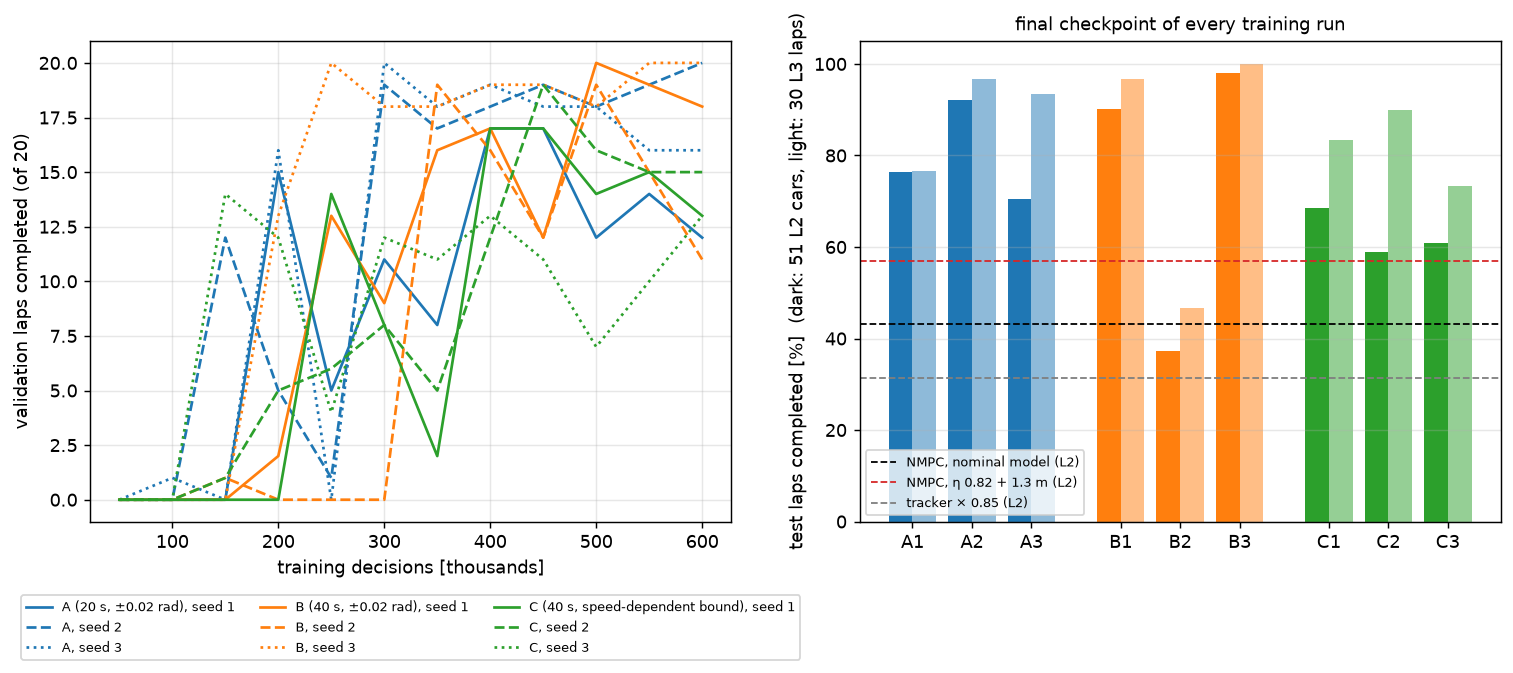 final checkpoint of every training run
validation laps completed (of 20)
20.0
17.5
15.0
12.5
10.0
7.5
5.0
2.5
0.0
100
200
300
400
500
600
training decisions [thousands]
A (20 s, ±0.02 rad), seed 1
A, seed 2
A, seed 3
B (40 s, ±0.02 rad), seed 1
B, seed 2
B, seed 3
C (40 s, speed-dependent bound), seed 1
C, seed 2
C, seed 3
test laps completed [%]  (dark: 51 L2 cars, light: 30 L3 laps)
100
80
60
40
20
0
NMPC, nominal model (L2)
NMPC, η 0.82 + 1.3 m (L2)
tracker × 0.85 (L2)
A1
A2
A3
B1
B2
B3
C1
C2
C3